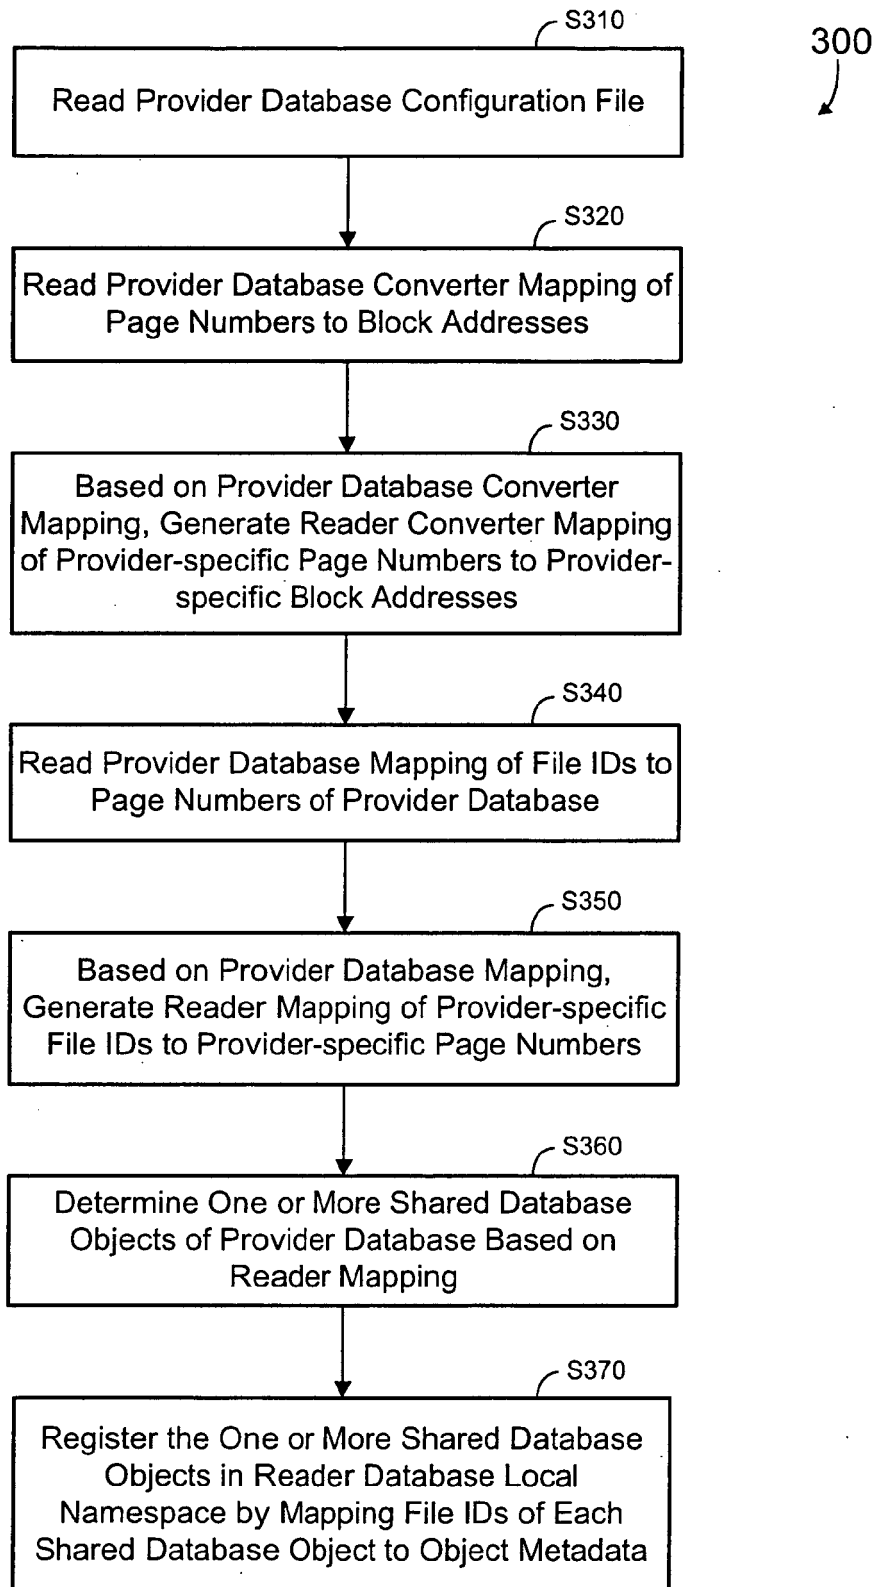 S310
300
Read Provider Database Configuration File
S320
Read Provider Database Converter Mapping of
Page Numbers to Block Addresses
S330
Based on Provider Database Converter
Mapping, Generate Reader Converter Mapping
of Provider-specific Page Numbers to Provider-
specific Block Addresses
S340
Read Provider Database Mapping of File IDs to
Page Numbers of Provider Database
S350
Based on Provider Database Mapping,
Generate Reader Mapping of Provider-specific
File IDs to Provider-specific Page Numbers
S360
Determine One or More Shared Database
Objects of Provider Database Based on
Reader Mapping
S370
Register the One or More Shared Database
Objects in Reader Database Local
Namespace by Mapping File IDs of Each
Shared Database Object to Object Metadata